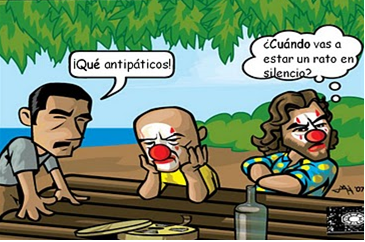 ¡Qué antipáticos!
¿Cuándo vas a
estar un rato en
silencio?